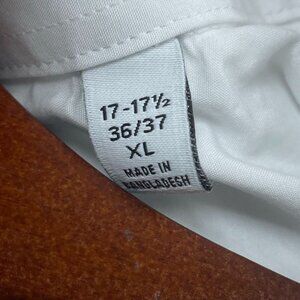 17-17½
36/37
XL
MADE IN
BANGLADESH